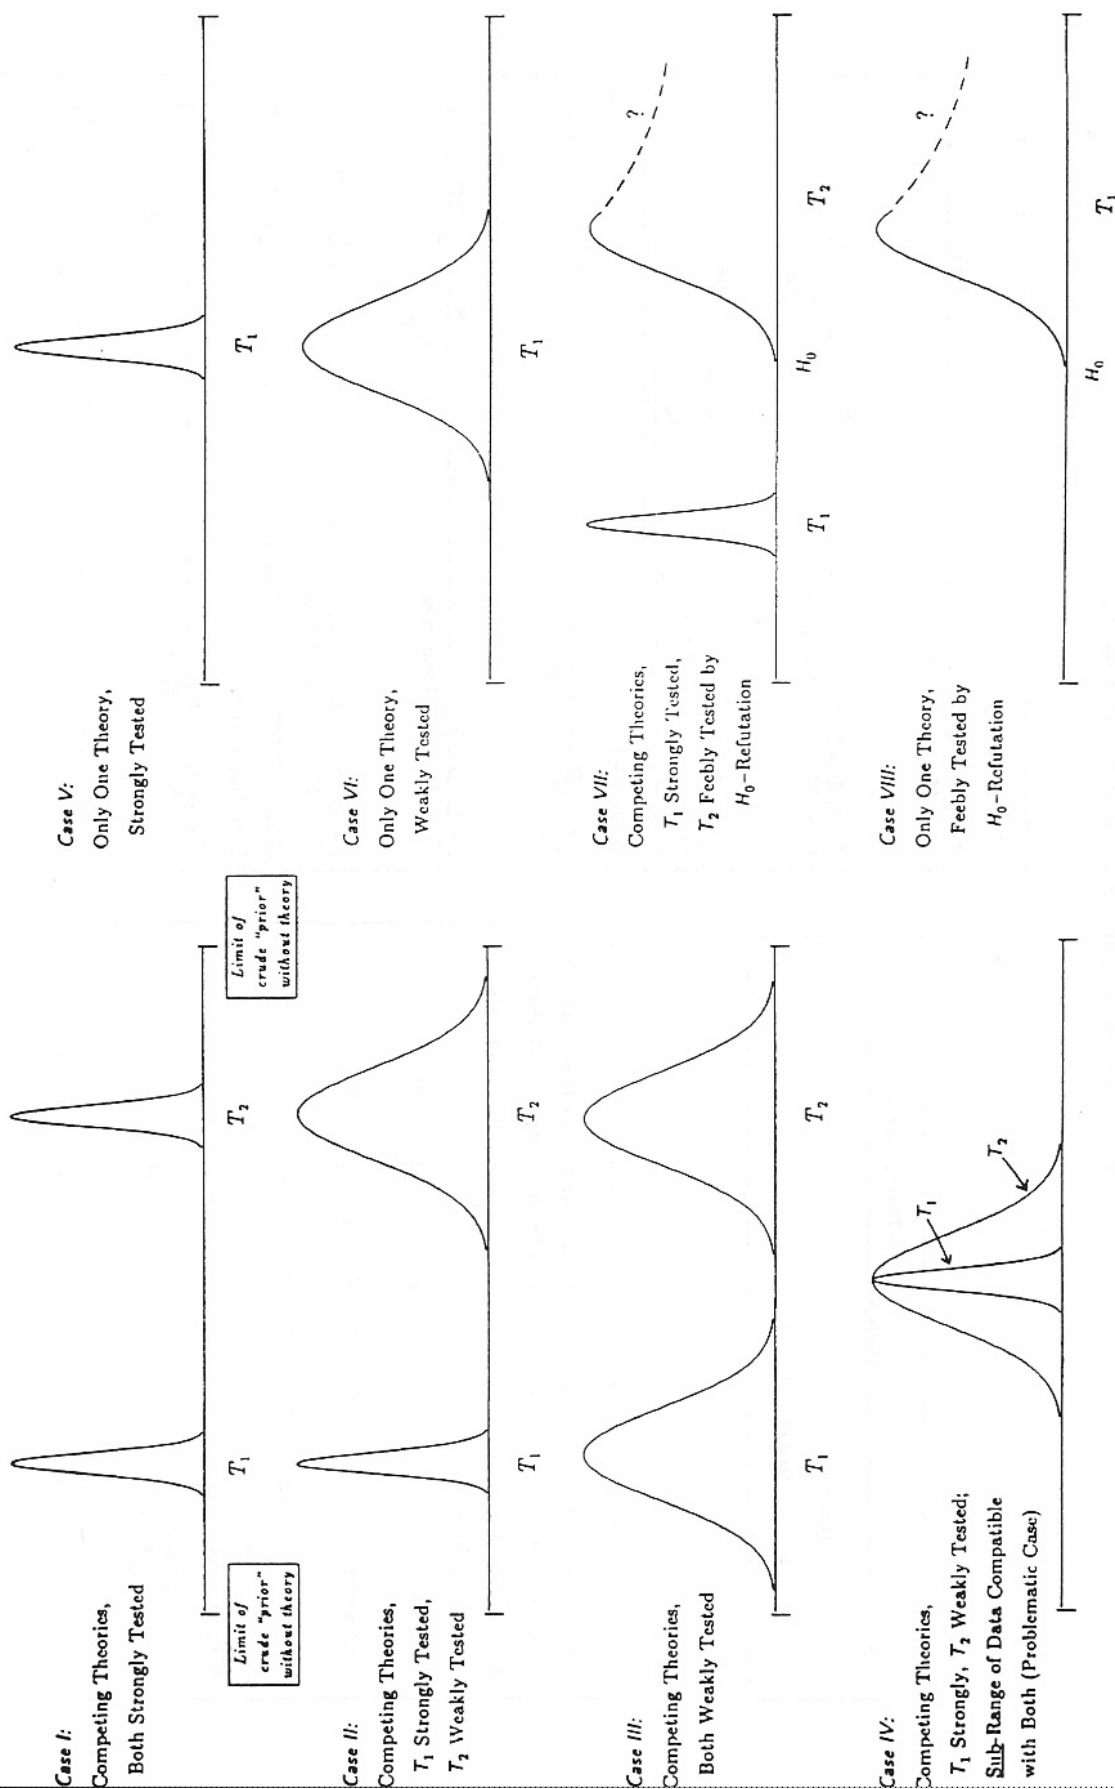 Case I:
Competing Theories,
Both Strongly Tested
Limit of
crude "prior"
without theory
T₁
T₂
Limit of
crude "prior"
without theory
Case II:
Competing Theories,
T₁ Strongly Tested,
T₂ Weakly Tested
T₁
T₂
Case III:
Competing Theories,
Both Weakly Tested
T₁
T₂
Case IV:
Competing Theories,
T₁ Strongly, T₂ Weakly Tested;
Sub-Range of Data Compatible
with Both (Problematic Case)
T₁
T₂
Case V:
Only One Theory,
Strongly Tested
T₁
Case VI:
Only One Theory,
Weakly Tested
T₁
Case VII:
Competing Theories,
T₁ Strongly Tested,
T₂ Feebly Tested by
H₀-Refutation
T₁
H₀
T₂
?
Case VIII:
Only One Theory,
Feebly Tested by
H₀-Refutation
H₀
T₁
?